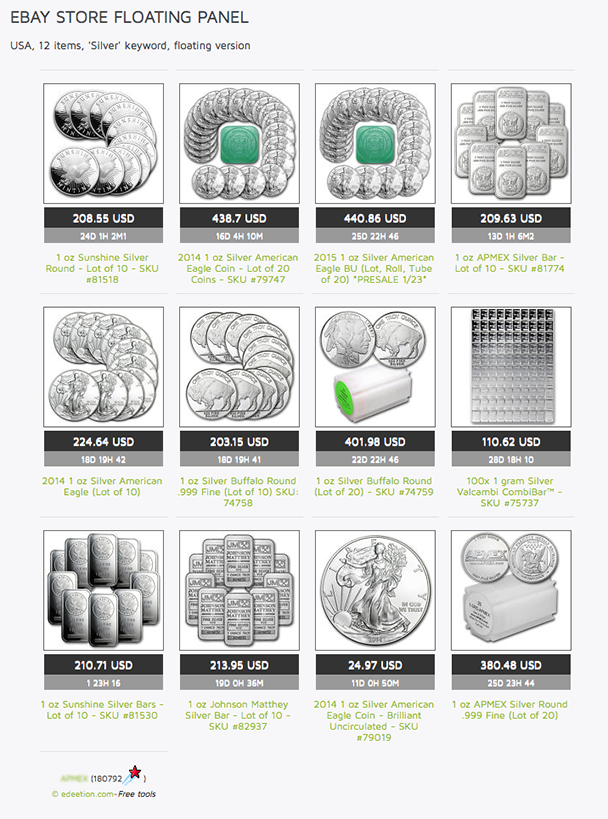 EBAY STORE FLOATING PANEL
USA, 12 items, 'Silver' keyword, floating version
208.55 USD
24D 1H 2M1
1 oz Sunshine Silver
Round - Lot of 10 - SKU
#81518
438.7 USD
16D 4H 10M
2014 1 oz Silver American
Eagle Coin - Lot of 20
Coins - SKU #79747
440.86 USD
25D 22H 46
2015 1 oz Silver American
Eagle BU (Lot, Roll, Tube
of 20) *PRESALE 1/23*
209.63 USD
13D 1H 6M2
1 oz APMEX Silver Bar -
Lot of 10 - SKU #81774
224.64 USD
18D 19H 42
2014 1 oz Silver American
Eagle (Lot of 10)
203.15 USD
18D 19H 41
1 oz Silver Buffalo Round
.999 Fine (Lot of 10) SKU:
74758
401.98 USD
22D 22H 46
1 oz Silver Buffalo Round
(Lot of 20) - SKU #74759
110.62 USD
28D 18H 10
100x 1 gram Silver
Valcambi CombiBar™ -
SKU #75737
210.71 USD
1 23H 16
1 oz Sunshine Silver Bars -
Lot of 10 - SKU #81530
JOHNSON
MATTHEY
213.95 USD
19D 0H 36M
1 oz Johnson Matthey
Silver Bar - Lot of 10 -
SKU #82937
IN GOD
WE TRUST
2014
24.97 USD
11D 0H 50M
2014 1 oz Silver American
Eagle Coin - Brilliant
Uncirculated - SKU
#79019
APMEX
380.48 USD
25D 23H 44
1 oz APMEX Silver Round
.999 Fine (Lot of 20)
APMEX (180792 )
© edeetion.com-Free tools